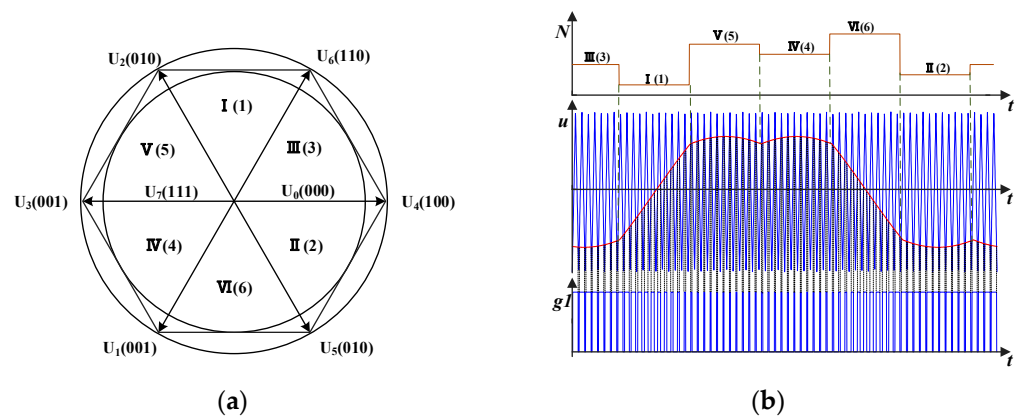 U₂(010)
U₆(110)
Ⅰ (1)
Ⅴ (5)
Ⅲ (3)
U₃(001)
U₇(111)
U₀(000)
U₄(100)
Ⅳ (4)
Ⅱ (2)
Ⅵ (6)
U₁(001)
U₅(010)
(a)
N
Ⅲ(3)
Ⅰ (1)
Ⅴ(5)
Ⅳ(4)
Ⅵ(6)
Ⅱ(2)
t
u
t
g1
t
(b)